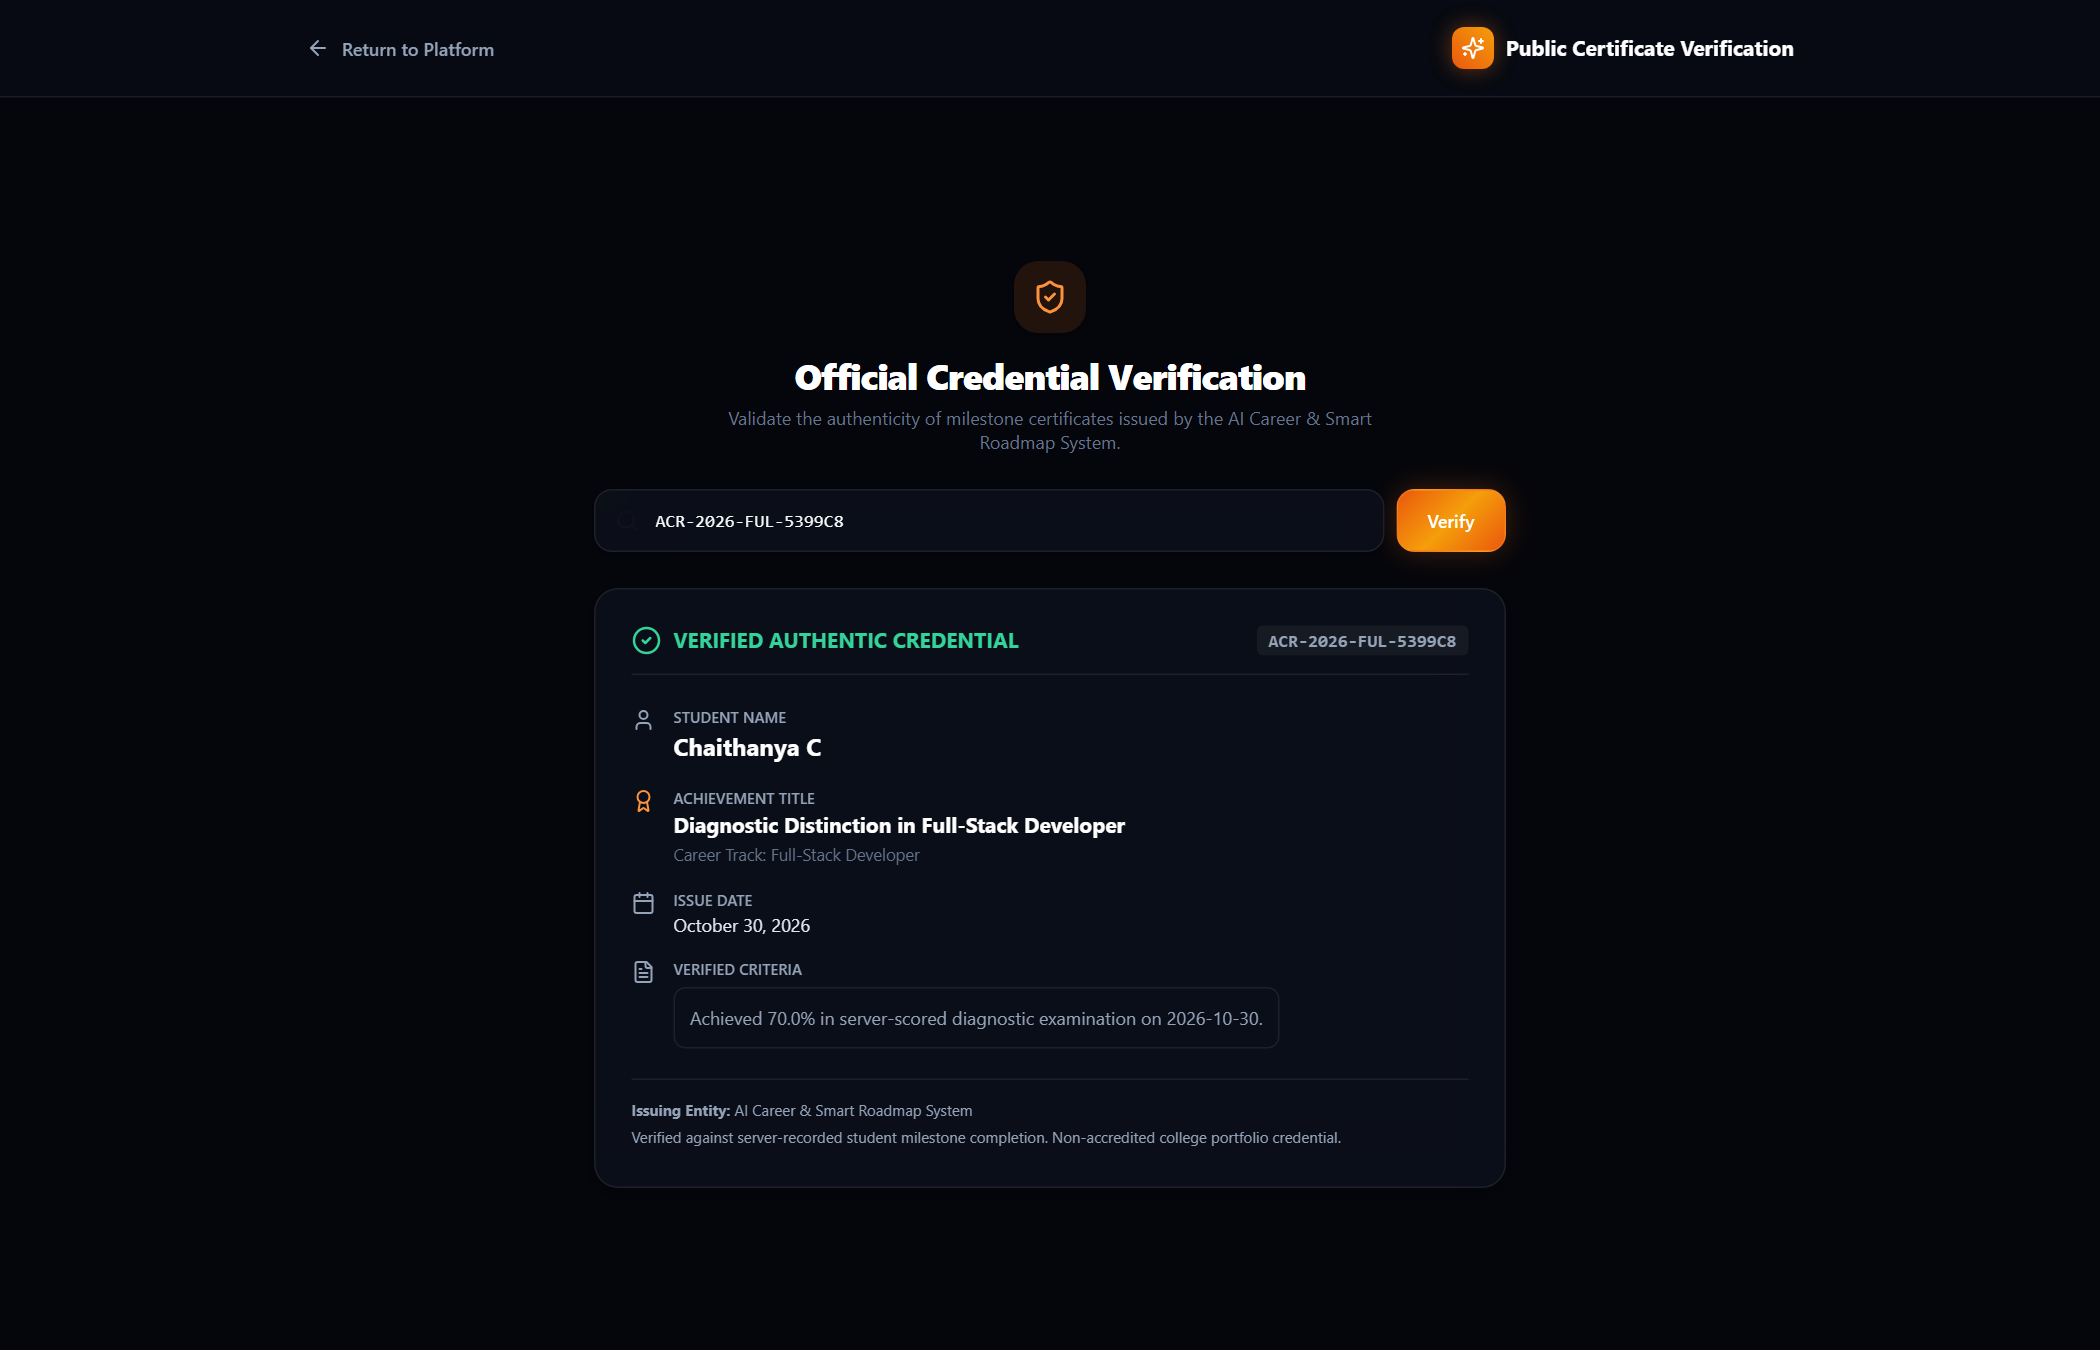 Return to Platform
Public Certificate Verification
Official Credential Verification
Validate the authenticity of milestone certificates issued by the AI Career & Smart
Roadmap System.
ACR-2026-FUL-5399C8
Verify
VERIFIED AUTHENTIC CREDENTIAL
ACR-2026-FUL-5399C8
STUDENT NAME
Chaithanya C
ACHIEVEMENT TITLE
Diagnostic Distinction in Full-Stack Developer
Career Track: Full-Stack Developer
ISSUE DATE
October 30, 2026
VERIFIED CRITERIA
Achieved 70.0% in server-scored diagnostic examination on 2026-10-30.
Issuing Entity: AI Career & Smart Roadmap System
Verified against server-recorded student milestone completion. Non-accredited college portfolio credential.